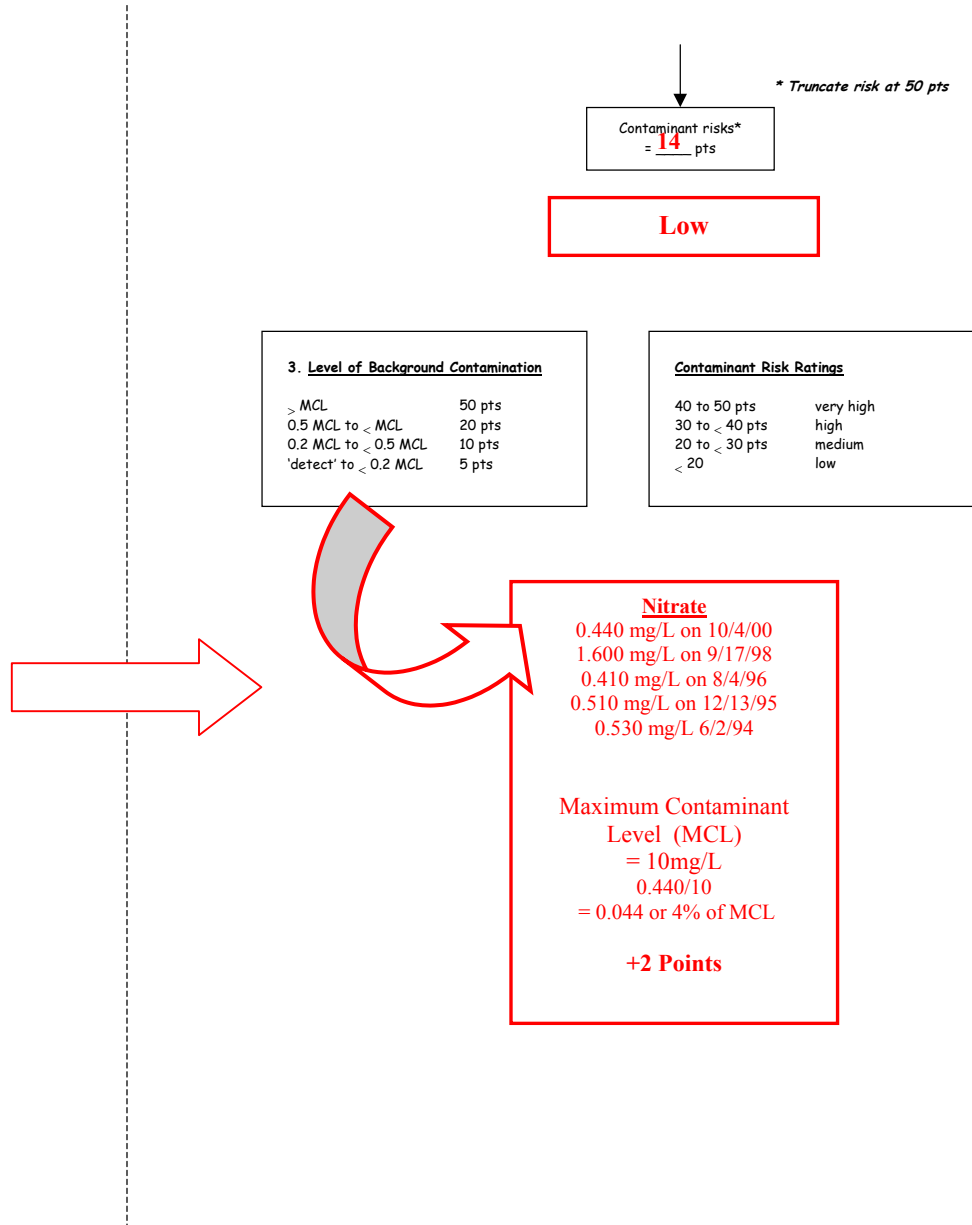 * Truncate risk at 50 pts
Contaminant risks*
= 14 pts
Low
3. Level of Background Contamination
> MCL 50 pts
0.5 MCL to < MCL 20 pts
0.2 MCL to < 0.5 MCL 10 pts
‘detect’ to < 0.2 MCL 5 pts
Contaminant Risk Ratings
40 to 50 pts very high
30 to < 40 pts high
20 to < 30 pts medium
< 20 low
Nitrate
0.440 mg/L on 10/4/00
1.600 mg/L on 9/17/98
0.410 mg/L on 8/4/96
0.510 mg/L on 12/13/95
0.530 mg/L 6/2/94
Maximum Contaminant
Level (MCL)
= 10mg/L
0.440/10
= 0.044 or 4% of MCL
+2 Points